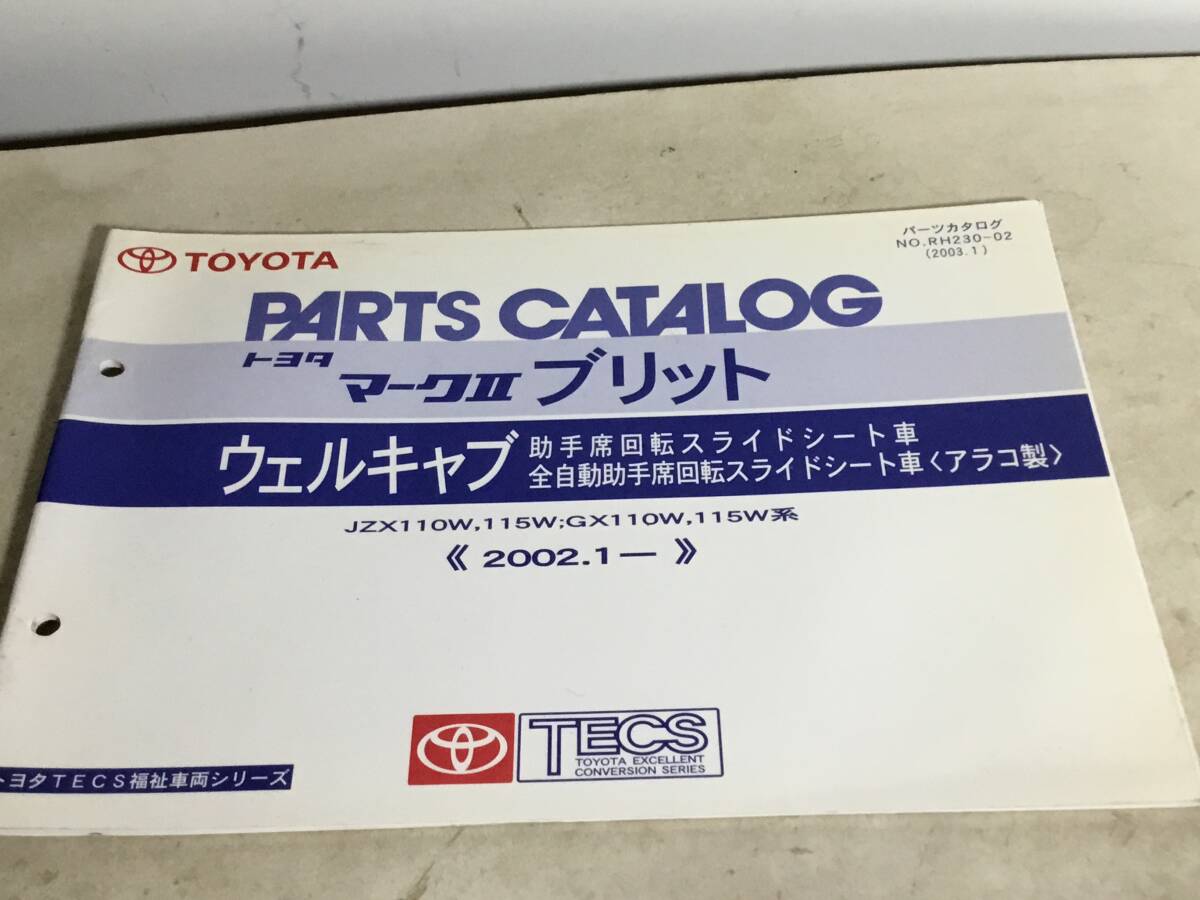 パーツカタログ
NO.RH230-02
(2003.1)
TOYOTA
PARTS CATALOG
トヨタ
マークⅡ ブリット
ウェルキャブ
助手席回転スライドシート車
全自動助手席回転スライドシート車〈アラコ製〉
JZX110W,115W;GX110W,115W系
《 2002.1— 》
TECS
TOYOTA EXCELLENT
CONVERSION SERIES
トヨタTECS福祉車両シリーズ